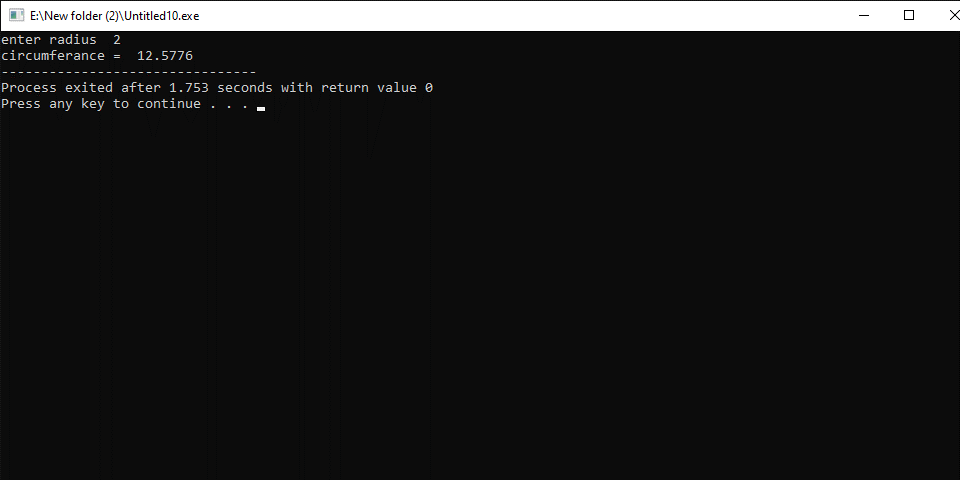 E:\New folder (2)\Untitled10.exe
enter radius  2
circumferance =  12.5776
--------------------------------
Process exited after 1.753 seconds with return value 0
Press any key to continue . . .